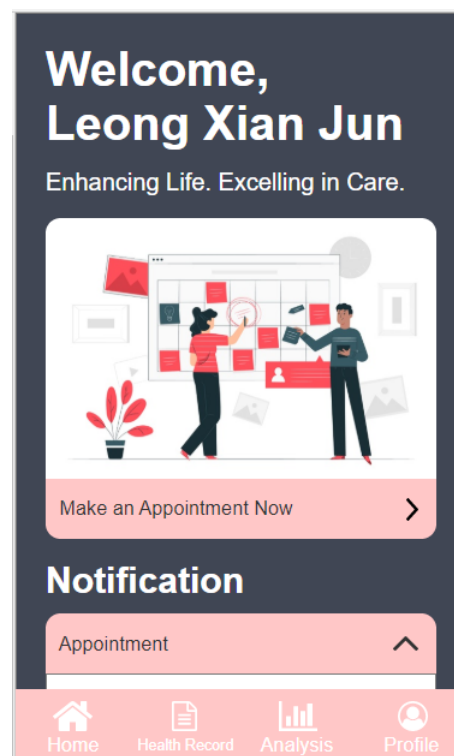 Welcome,
Leong Xian Jun
Enhancing Life. Excelling in Care.
Make an Appointment Now
Notification
Appointment
Home
Health Record
Analysis
Profile